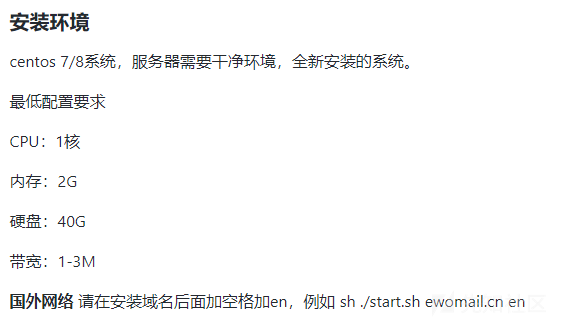 安装环境
centos 7/8系统，服务器需要干净环境，全新安装的系统。
最低配置要求
CPU：1核
内存：2G
硬盘：40G
带宽：1-3M
国外网络 请在安装域名后面加空格加en，例如 sh ./start.sh ewomail.cn en